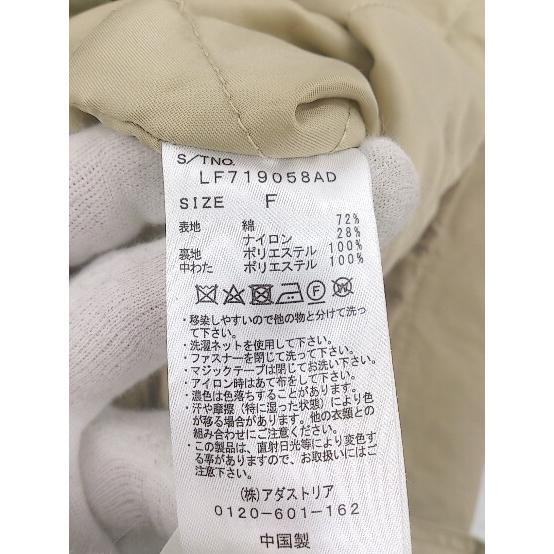 S/TNO.
LF719058AD
SIZE F
表地 綿 72%
ナイロン 28%
裏地 ポリエステル 100%
中わた ポリエステル 100%
・移染しやすいので他の物と分けて洗って下さい。
・洗濯ネットを使用して下さい。
・ファスナーを閉じて洗って下さい。
・マジックテープは閉じてお洗い下さい。
・アイロン時はあて布をして下さい。
・濃色は色落ちすることがあります。
・汗や摩擦（特に湿った状態）により色
が移る場合があります。他の衣類との
組み合わせにご注意下さい。
・この製品は、直射日光等により変色す
る事がありますので、お取扱いにはご
注意下さい。
(株)アダストリア
0120-601-162
中国製